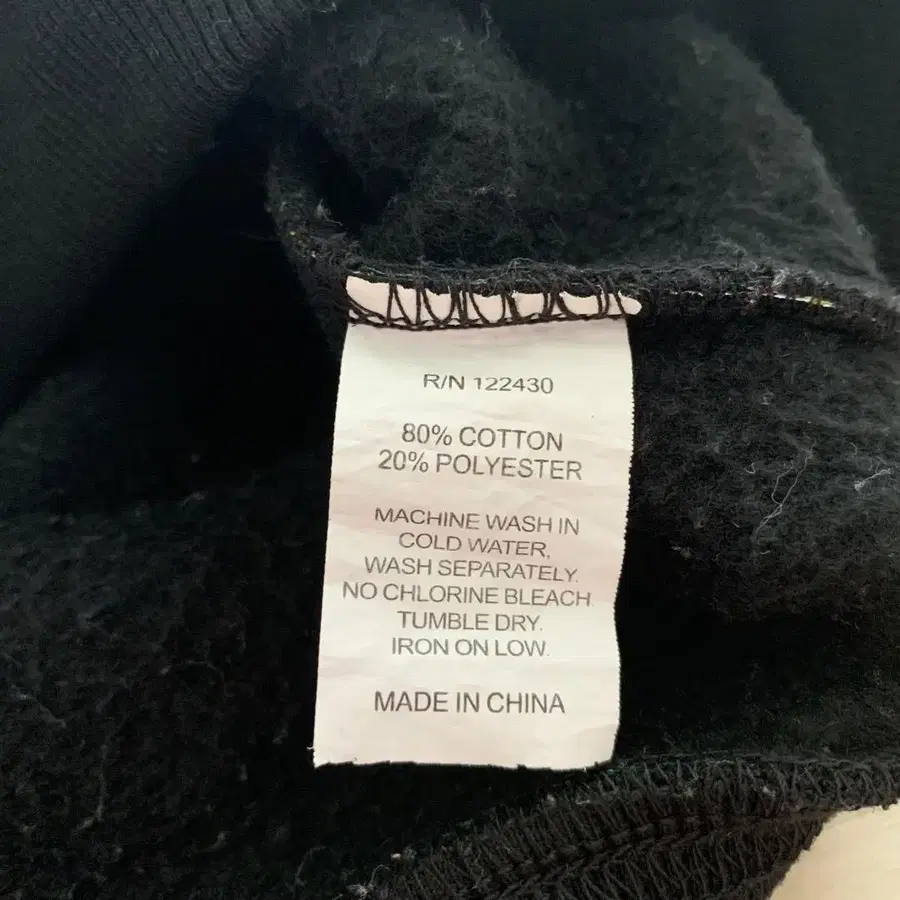 R/N 122430
80% COTTON
20% POLYESTER
MACHINE WASH IN
COLD WATER,
WASH SEPARATELY.
NO CHLORINE BLEACH.
TUMBLE DRY.
IRON ON LOW.
MADE IN CHINA